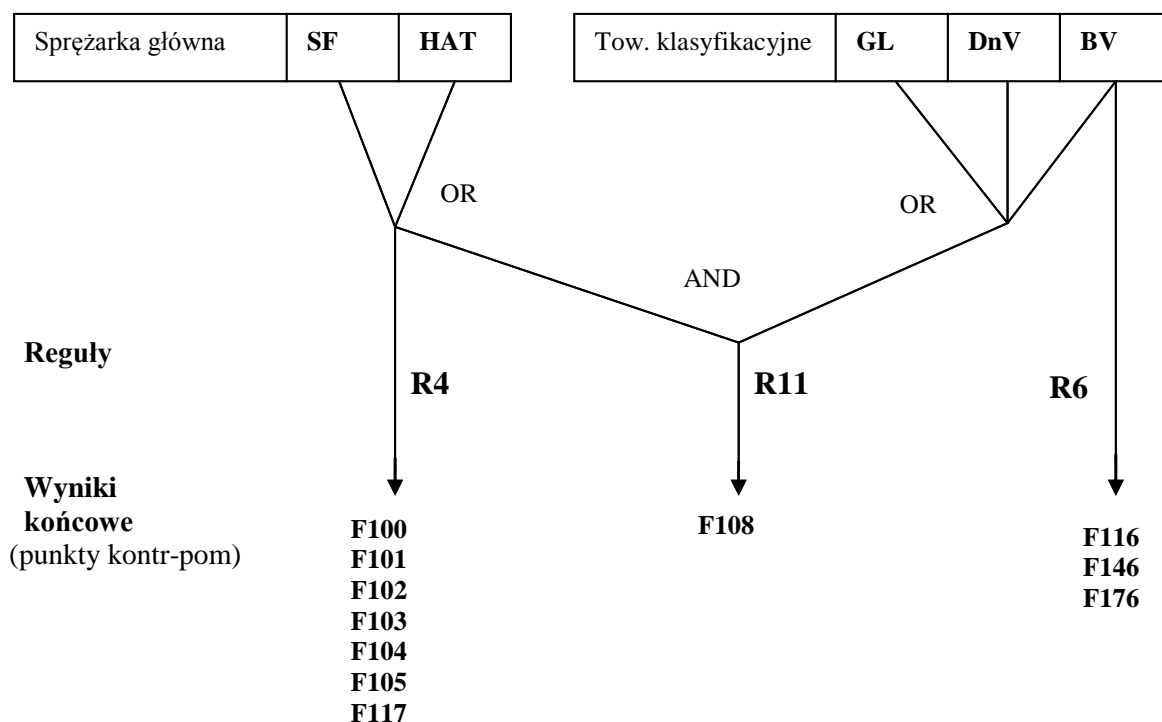 Sprężarka główna SF HAT Tow. klasyfikacyjne GL DnV BV
OR OR
AND
Reguły
R4 R11 R6
Wyniki
końcowe
(punkty kontr-pom)
F100
F101
F102
F103
F104
F105
F117
F108
F116
F146
F176